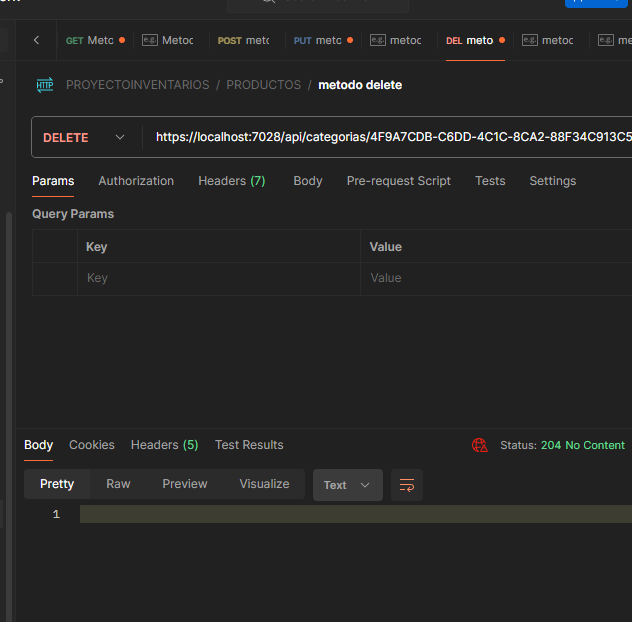 GET Metc e.g. Metoc POST metc PUT metc e.g. metoc DEL meto e.g. metoc e.g. me
HTTP PROYECTOINVENTARIOS / PRODUCTOS / metodo delete
DELETE https://localhost:7028/api/categorias/4F9A7CDB-C6DD-4C1C-8CA2-88F34C913C5
Params Authorization Headers (7) Body Pre-request Script Tests Settings
Query Params
Key Value
Key Value
Body Cookies Headers (5) Test Results Status: 204 No Content
Pretty Raw Preview Visualize Text
1